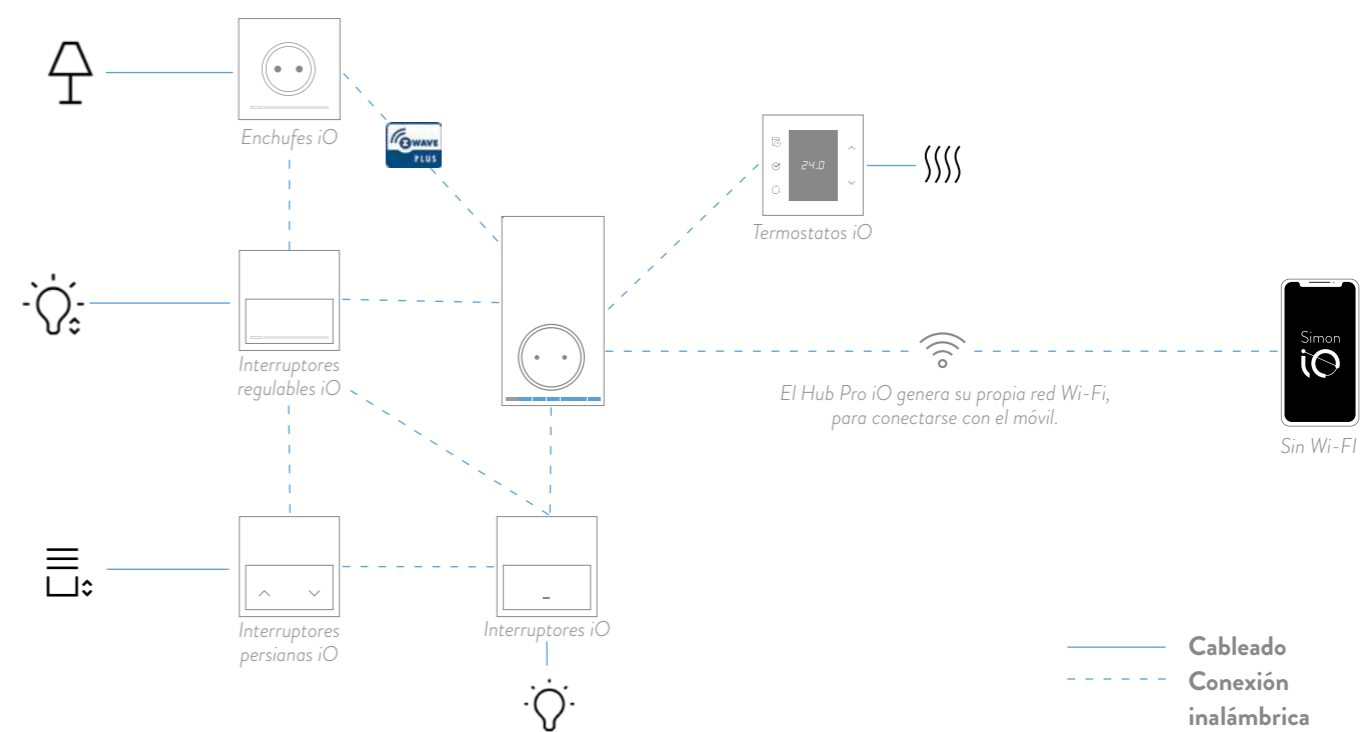 Enchufes iO
Z WAVE
PLUS
24.0
Termostatos iO
Interruptores
regulables iO
El Hub Pro iO genera su propia red Wi-Fi,
para conectarse con el móvil.
Simon
iO
Sin Wi-FI
Interruptores
persianas iO
Interruptores iO
Cableado
Conexión
inalámbrica